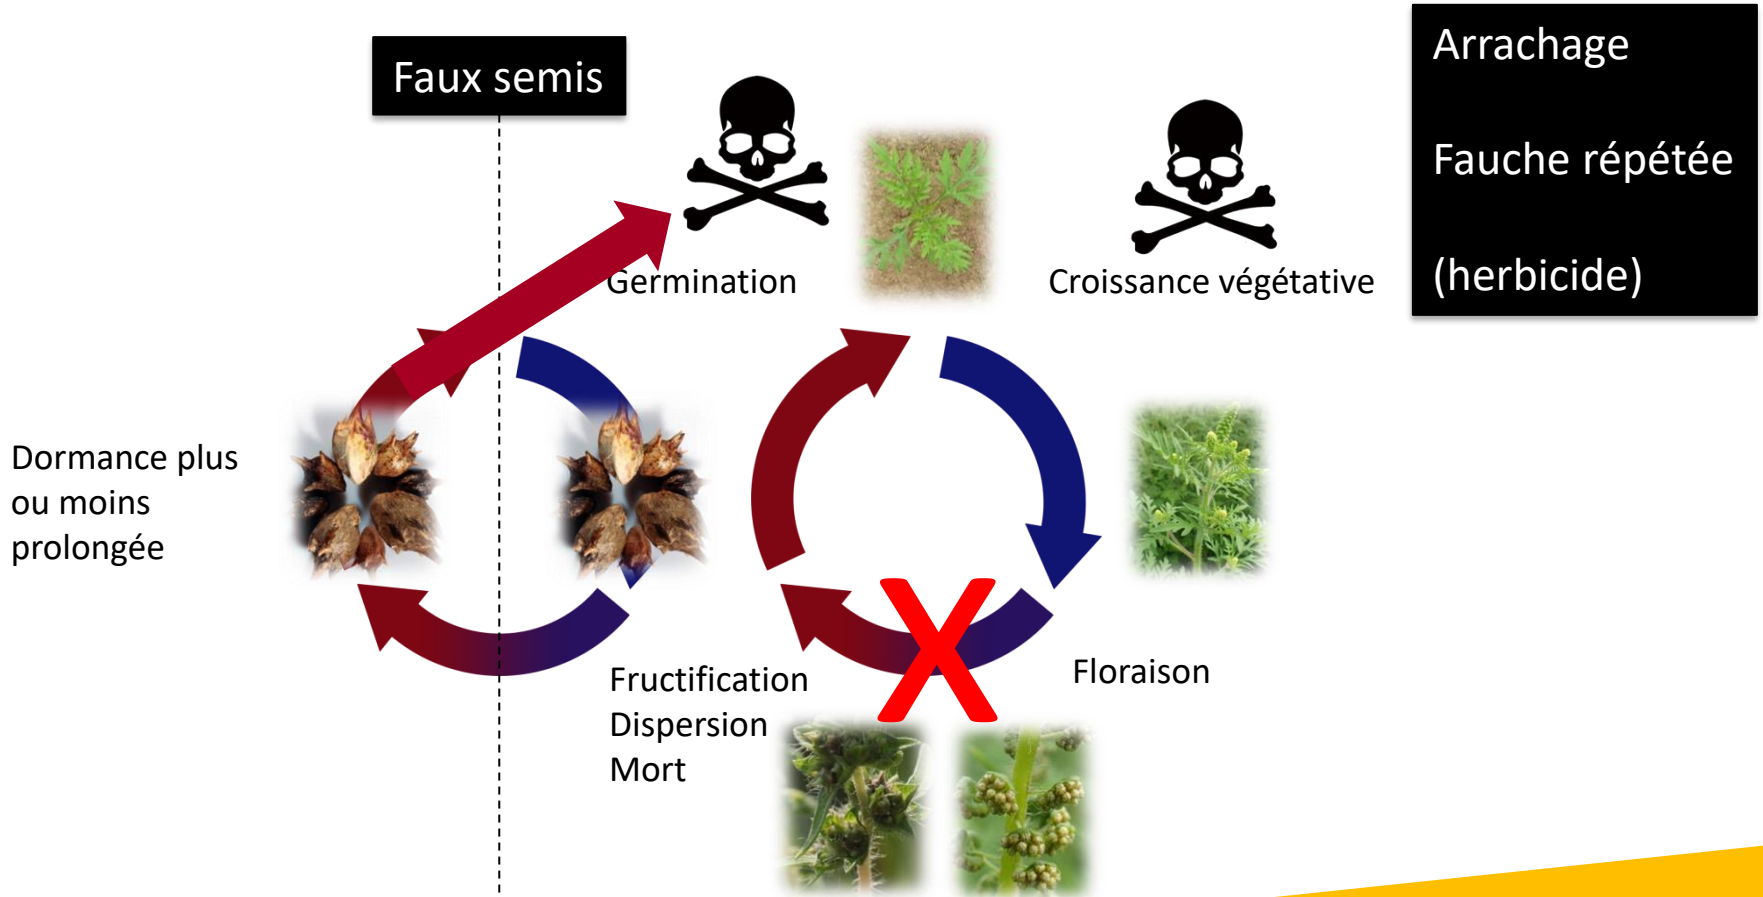 Faux semis
Arrachage
Fauche répétée
(herbicide)
Germination
Croissance végétative
Dormance plus
ou moins
prolongée
Fructification
Dispersion
Mort
Floraison
X